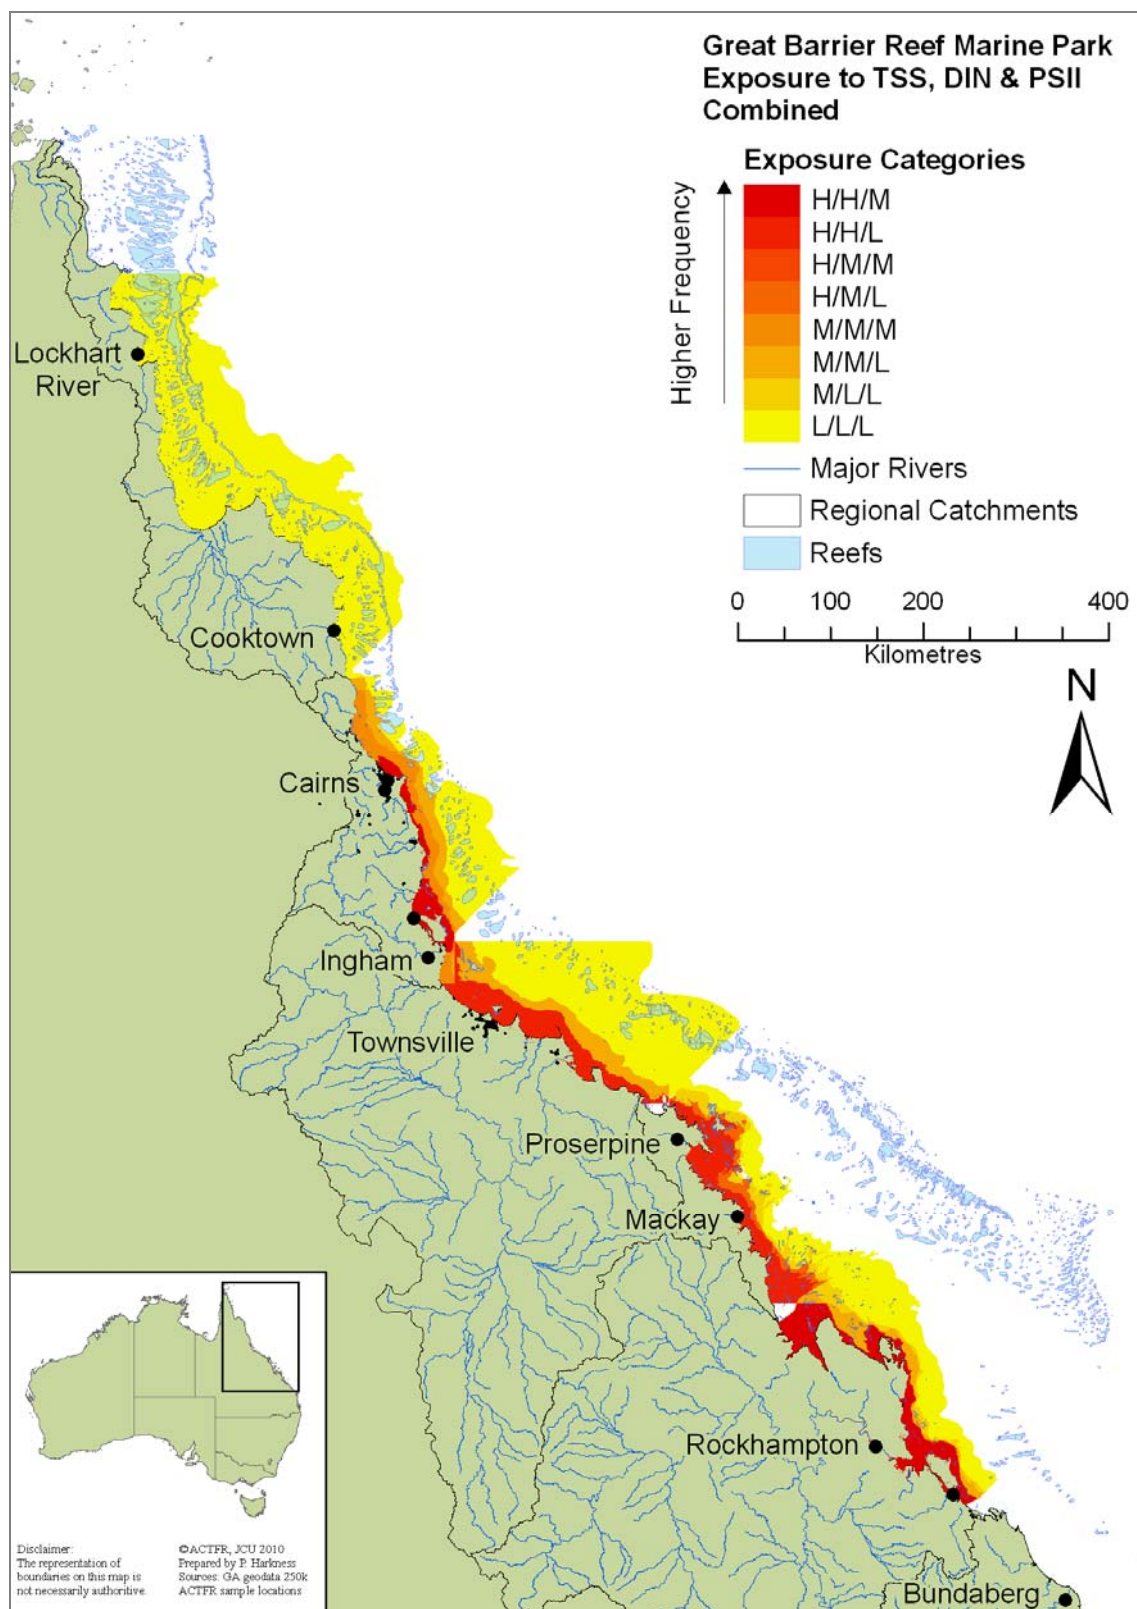 Great Barrier Reef Marine Park
Exposure to TSS, DIN & PSII
Combined
Exposure Categories
Higher Frequency
H/H/M
H/H/L
H/M/M
H/M/L
M/M/M
M/M/L
M/L/L
L/L/L
Major Rivers
Regional Catchments
Reefs
0 100 200 400
Kilometres
N
Lockhart
River
Cooktown
Cairns
Ingham
Townsville
Proserpine
Mackay
Rockhampton
Bundaberg
Disclaimer:
The representation of
boundaries on this map is
not necessarily authoritive.
©ACTFR, JCU 2010
Prepared by P. Harkness
Sources: GA geodata 250k
ACTFR sample locations